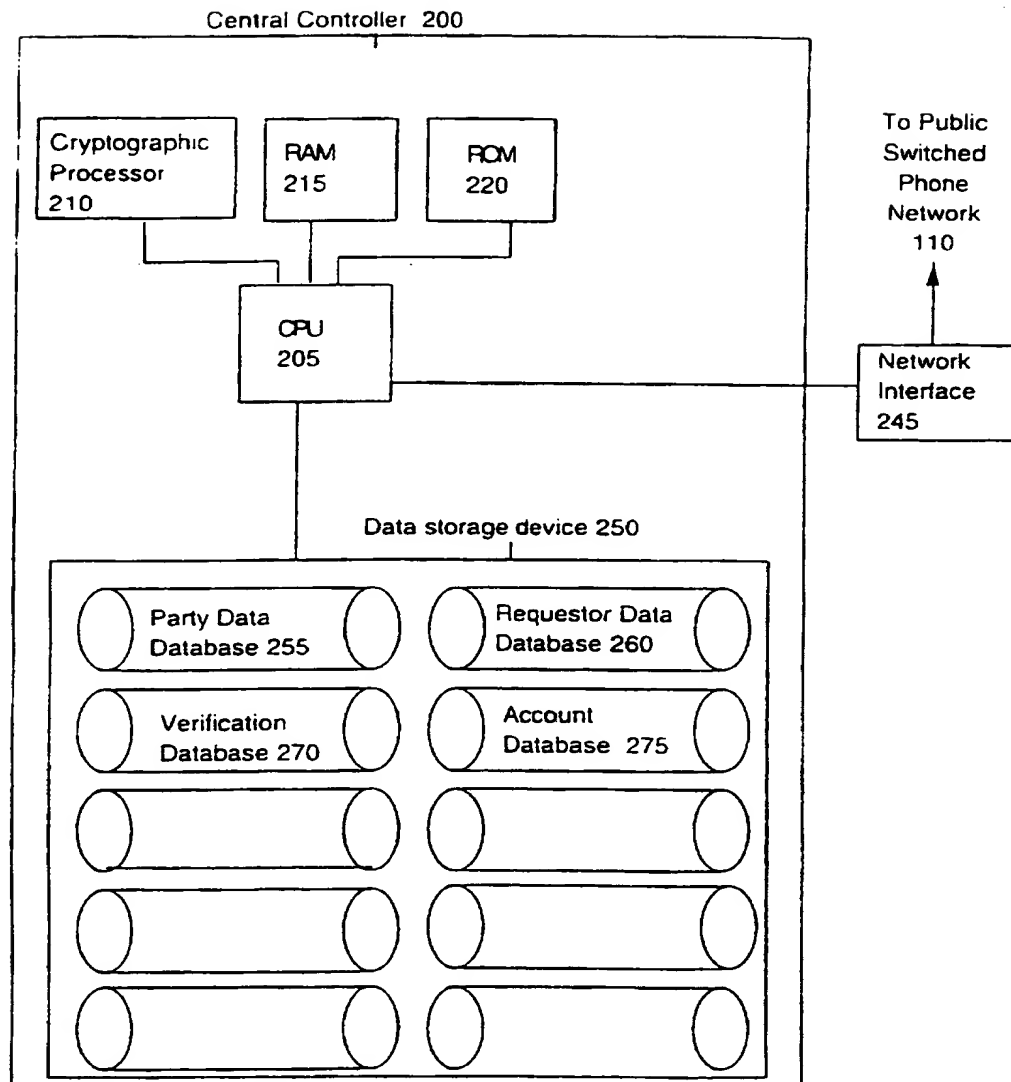 Central Controller 200
Cryptographic
Processor
210
RAM
215
ROM
220
To Public
Switched
Phone
Network
110
CPU
205
Network
Interface
245
Data storage device 250
Party Data
Database 255
Requestor Data
Database 260
Verification
Database 270
Account
Database 275